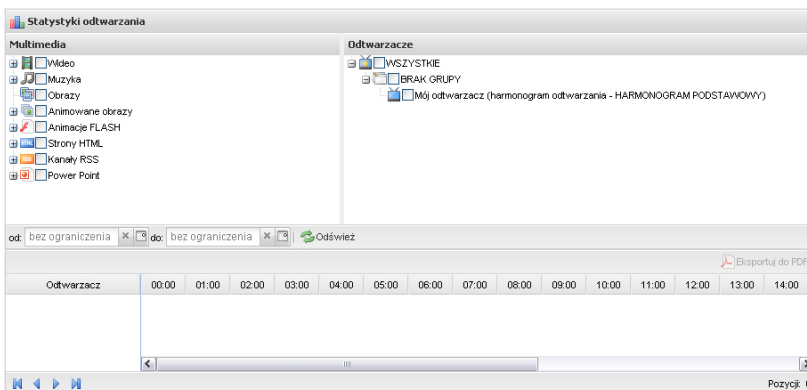 Statystyki odtwarzania
Multimedia
Odtwarzacze
Wideo
Muzyka
Obrazy
Animowane obrazy
Animacje FLASH
Strony HTML
Kanały RSS
Power Point
WSZYSTKIE
BRAK GRUPY
Mój odtwarzacz (harmonogram odtwarzania - HARMONOGRAM PODSTAWOWY)
od: bez ograniczenia do: bez ograniczenia Odśwież
Eksportuj do PDF
Odtwarzacz 00:00 01:00 02:00 03:00 04:00 05:00 06:00 07:00 08:00 09:00 10:00 11:00 12:00 13:00 14:00
Pozycji: